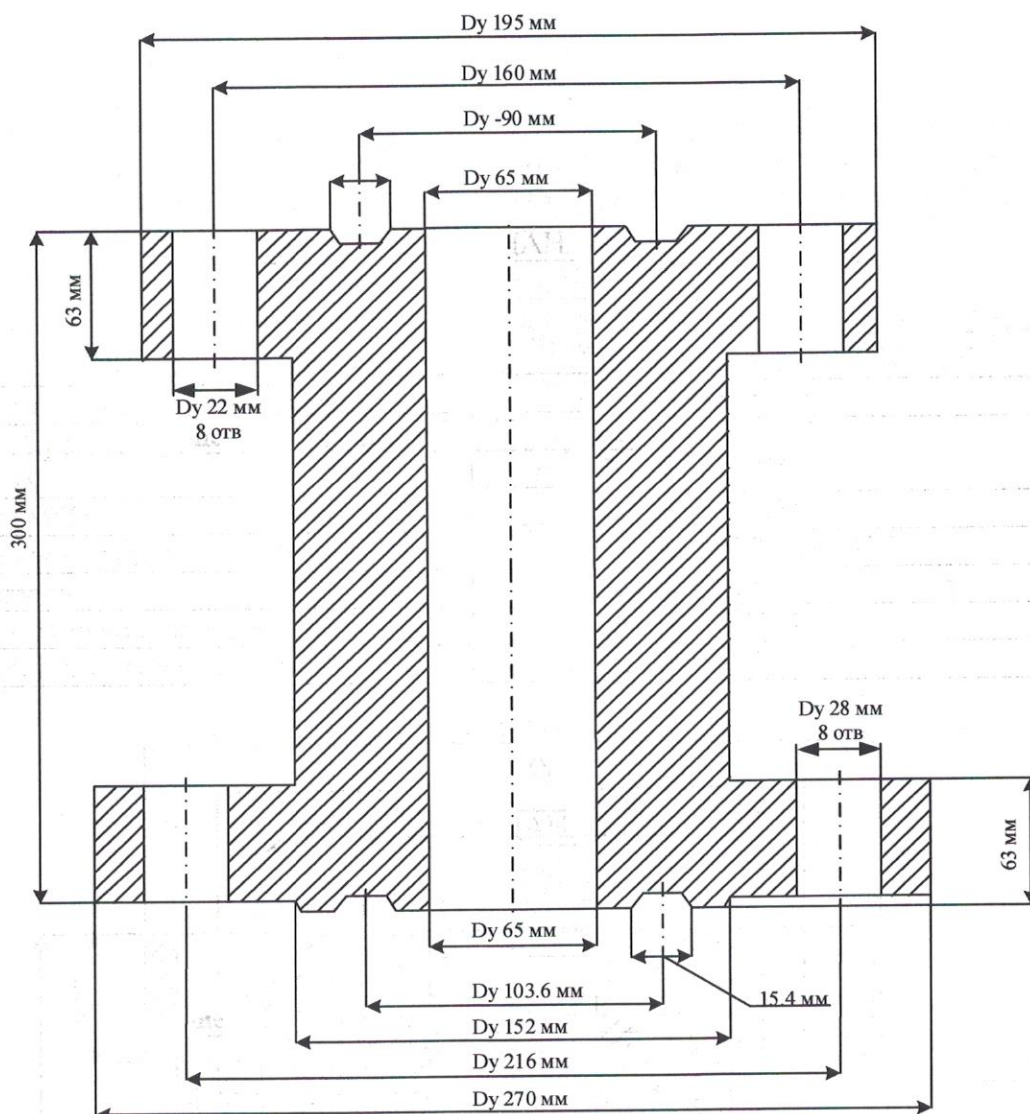 Dy 195 мм
Dy 160 мм
Dy -90 мм
Dy 65 мм
63 мм
Dy 22 мм
8 отв
300 мм
Dy 28 мм
8 отв
63 мм
Dy 65 мм
15.4 мм
Dy 103.6 мм
Dy 152 мм
Dy 216 мм
Dy 270 мм